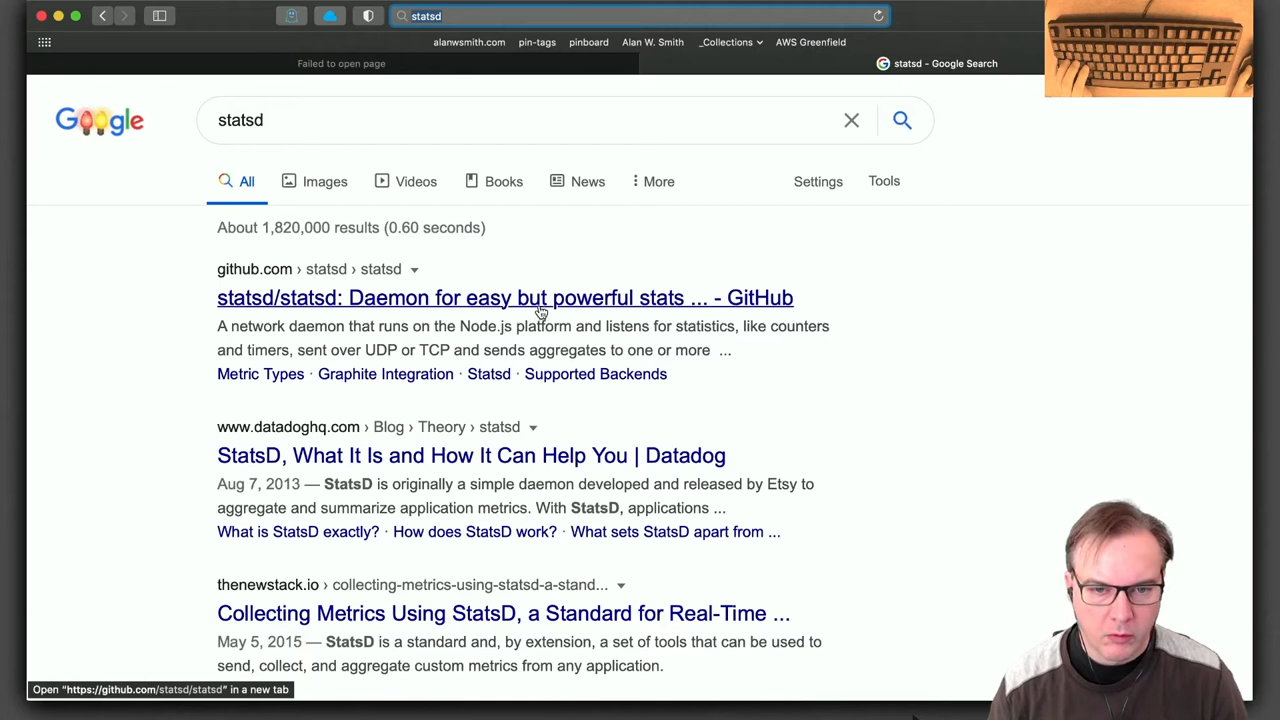 statsd
alanwsmith.com pin-tags pinboard Alan W. Smith _Collections AWS Greenfield
Failed to open page statsd - Google Search
Google statsd
All Images Videos Books News More Settings Tools
About 1,820,000 results (0.60 seconds)
github.com › statsd › statsd
statsd/statsd: Daemon for easy but powerful stats ... - GitHub
A network daemon that runs on the Node.js platform and listens for statistics, like counters
and timers, sent over UDP or TCP and sends aggregates to one or more ...
Metric Types · Graphite Integration · Statsd · Supported Backends
www.datadoghq.com › Blog › Theory › statsd
StatsD, What It Is and How It Can Help You | Datadog
Aug 7, 2013 — StatsD is originally a simple daemon developed and released by Etsy to
aggregate and summarize application metrics. With StatsD, applications ...
What is StatsD exactly? · How does StatsD work? · What sets StatsD apart from ...
thenewstack.io › collecting-metrics-using-statsd-a-stand...
Collecting Metrics Using StatsD, a Standard for Real-Time ...
May 5, 2015 — StatsD is a standard and, by extension, a set of tools that can be used to
send, collect, and aggregate custom metrics from any application.
Open "https://github.com/statsd/statsd" in a new tab